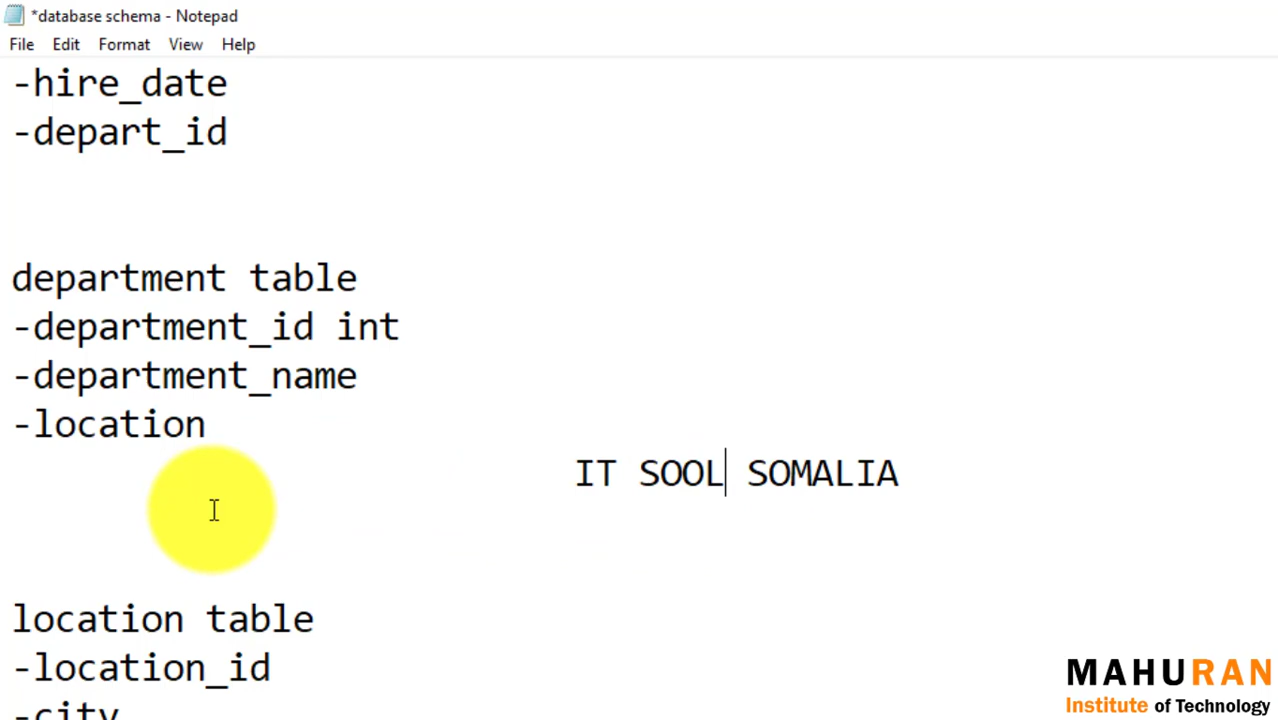 *database schema - Notepad
File Edit Format View Help
-hire_date
-depart_id
department table
-department_id int
-department_name
-location
IT SOOL SOMALIA
location table
-location_id
-city
MAHURAN
Institute of Technology